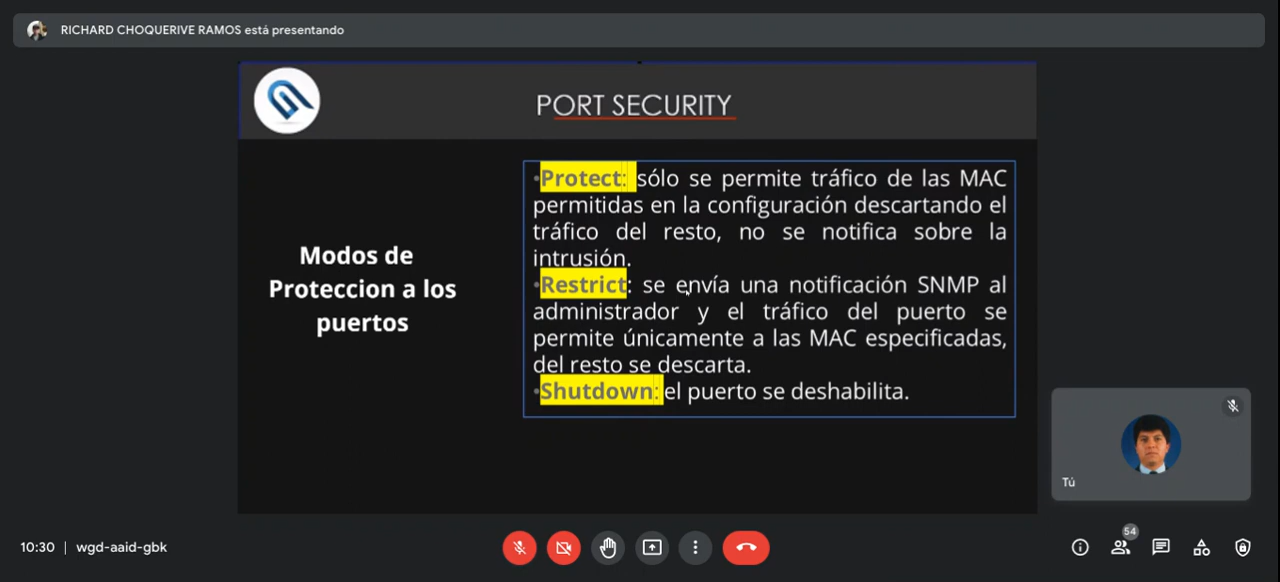 RICHARD CHOQUERIVE RAMOS está presentando
PORT SECURITY
Modos de
Proteccion a los
puertos
•Protect: sólo se permite tráfico de las MAC
permitidas en la configuración descartando el
tráfico del resto, no se notifica sobre la
intrusión.
•Restrict: se envía una notificación SNMP al
administrador y el tráfico del puerto se
permite únicamente a las MAC especificadas,
del resto se descarta.
•Shutdown: el puerto se deshabilita.
Tú
10:30 | wgd-aaid-gbk
54